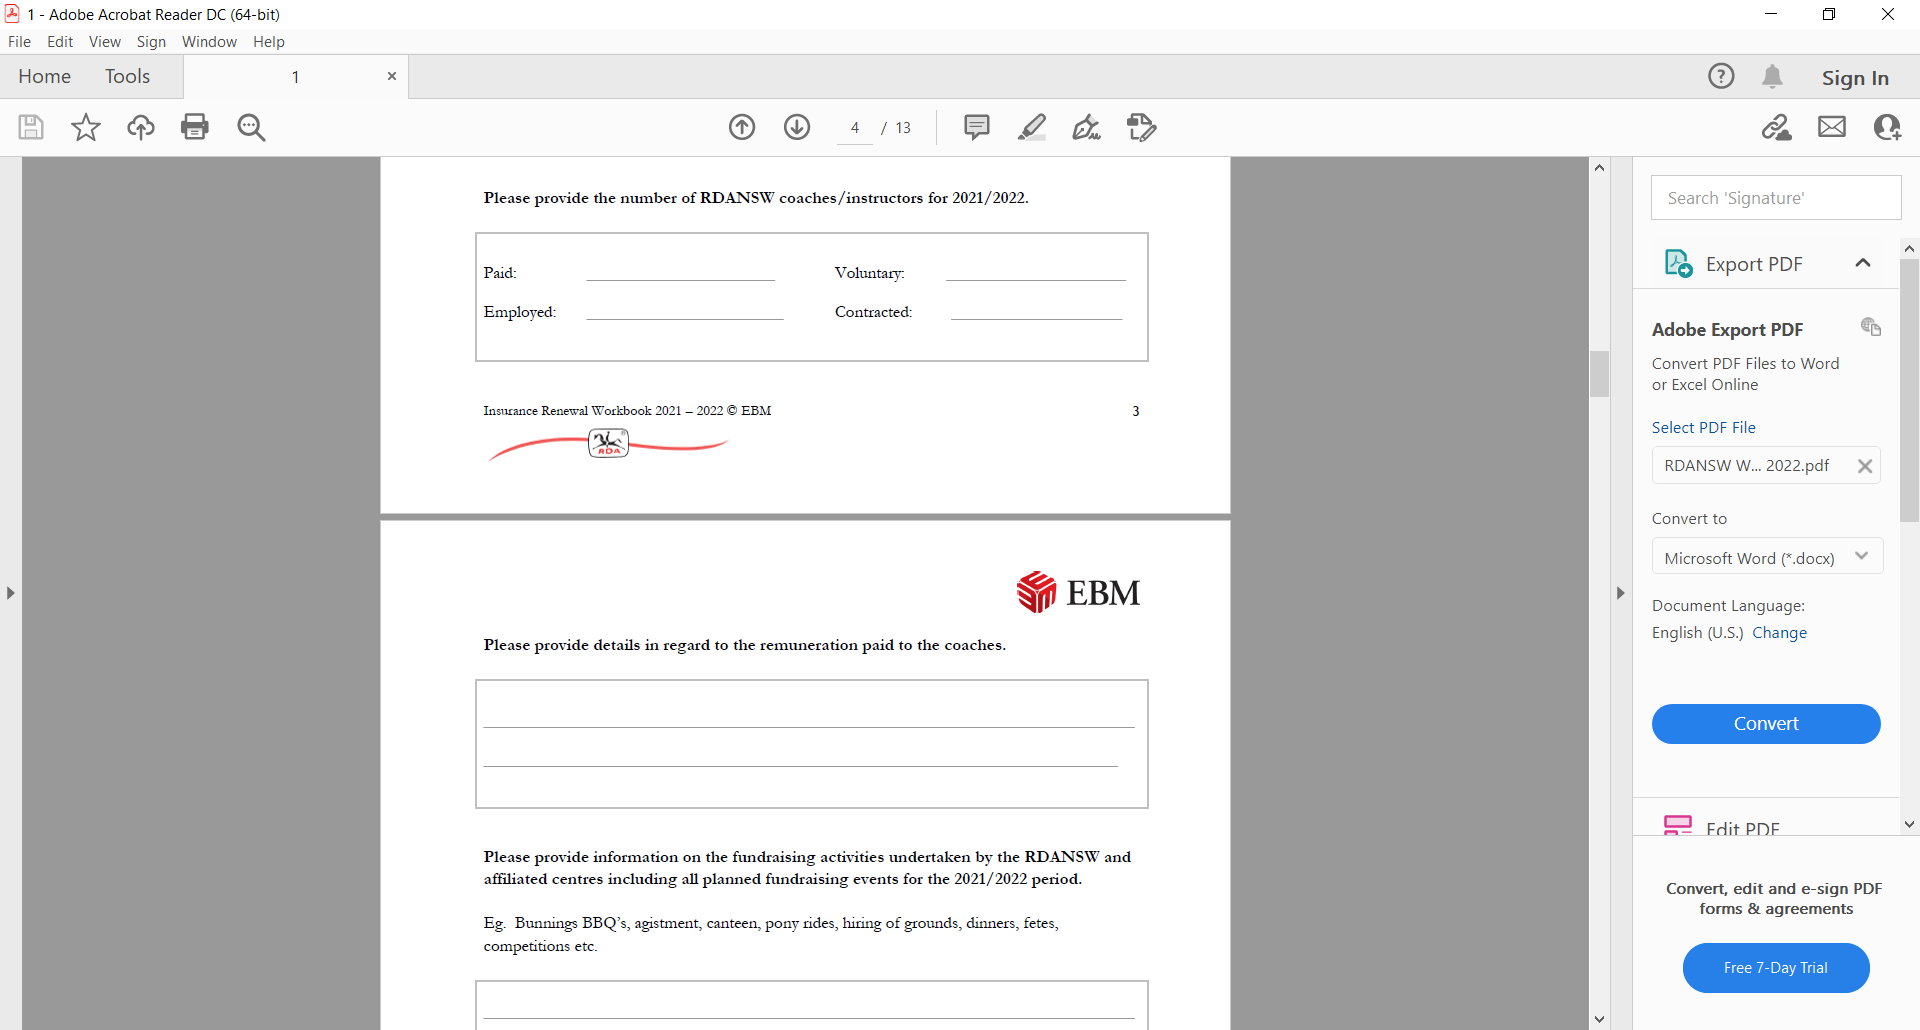 1 - Adobe Acrobat Reader DC (64-bit)
File Edit View Sign Window Help
Home Tools 1
Sign In
4 / 13
Please provide the number of RDANSW coaches/instructors for 2021/2022.
Paid: Voluntary:
Employed: Contracted:
Insurance Renewal Workbook 2021 – 2022 © EBM 3
RDA
EBM
Please provide details in regard to the remuneration paid to the coaches.
Please provide information on the fundraising activities undertaken by the RDANSW and
affiliated centres including all planned fundraising events for the 2021/2022 period.
Eg. Bunnings BBQ’s, agistment, canteen, pony rides, hiring of grounds, dinners, fetes,
competitions etc.
Search 'Signature'
Export PDF
Adobe Export PDF
Convert PDF Files to Word
or Excel Online
Select PDF File
RDANSW W... 2022.pdf
Convert to
Microsoft Word (*.docx)
Document Language:
English (U.S.) Change
Convert
Edit PDF
Convert, edit and e-sign PDF
forms & agreements
Free 7-Day Trial